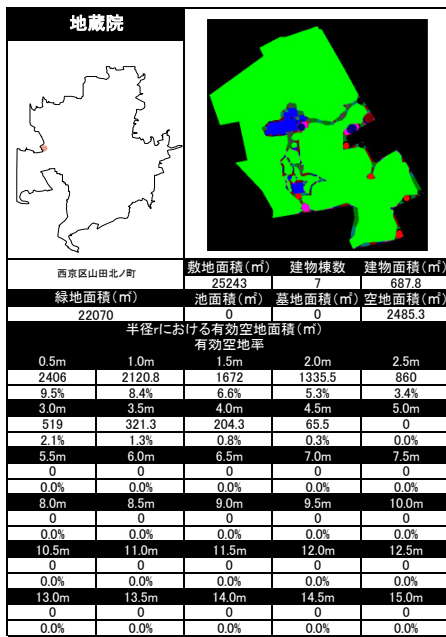 地蔵院
西京区山田北ノ町
敷地面積(㎡) 建物棟数 建物面積(㎡)
25243 7 687.8
緑地面積(㎡) 池面積(㎡) 墓地面積(㎡) 空地面積(㎡)
22070 0 0 2485.3
半径rにおける有効空地面積(㎡)
有効空地率
0.5m 1.0m 1.5m 2.0m 2.5m
2406 2120.8 1672 1335.5 860
9.5% 8.4% 6.6% 5.3% 3.4%
3.0m 3.5m 4.0m 4.5m 5.0m
519 321.3 204.3 65.5 0
2.1% 1.3% 0.8% 0.3% 0.0%
5.5m 6.0m 6.5m 7.0m 7.5m
0 0 0 0 0
0.0% 0.0% 0.0% 0.0% 0.0%
8.0m 8.5m 9.0m 9.5m 10.0m
0 0 0 0 0
0.0% 0.0% 0.0% 0.0% 0.0%
10.5m 11.0m 11.5m 12.0m 12.5m
0 0 0 0 0
0.0% 0.0% 0.0% 0.0% 0.0%
13.0m 13.5m 14.0m 14.5m 15.0m
0 0 0 0 0
0.0% 0.0% 0.0% 0.0% 0.0%